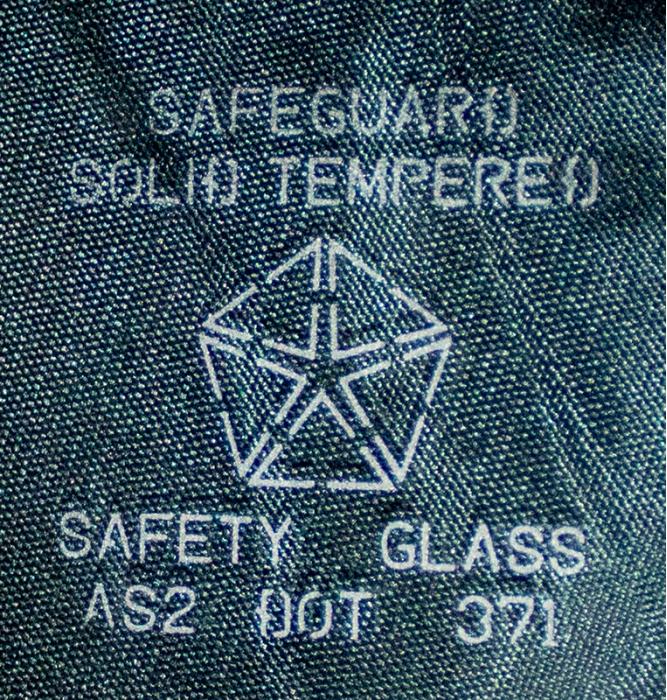 SAFEGUARD
SOLID TEMPERED
SAFETY GLASS
AS2 DOT 371